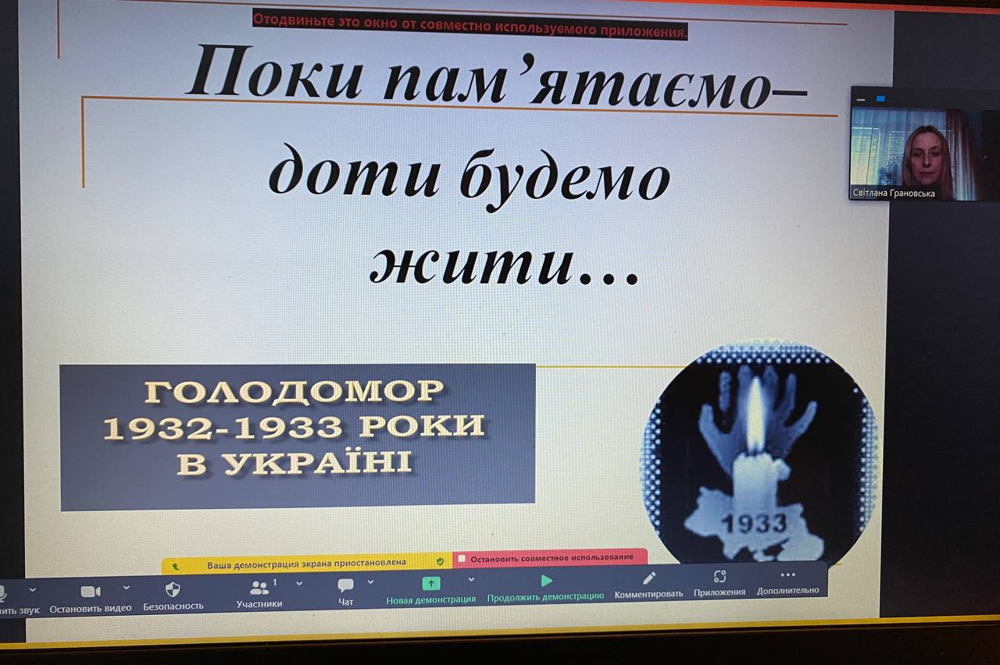 Отодвиньте это окно от совместно используемого приложения.
Поки пам’ятаємо–
доти будемо
жити…
Світлана Грановська
ГОЛОДОМОР
1932-1933 РОКИ
В УКРАЇНІ
1933
Ваша демонстрация экрана приостановлена
Остановить совместное использование
ить звук
Остановить видео
Безопасность
Участники
1
Чат
Новая демонстрация
Продолжить демонстрацию
Комментировать
Приложения
Дополнительно